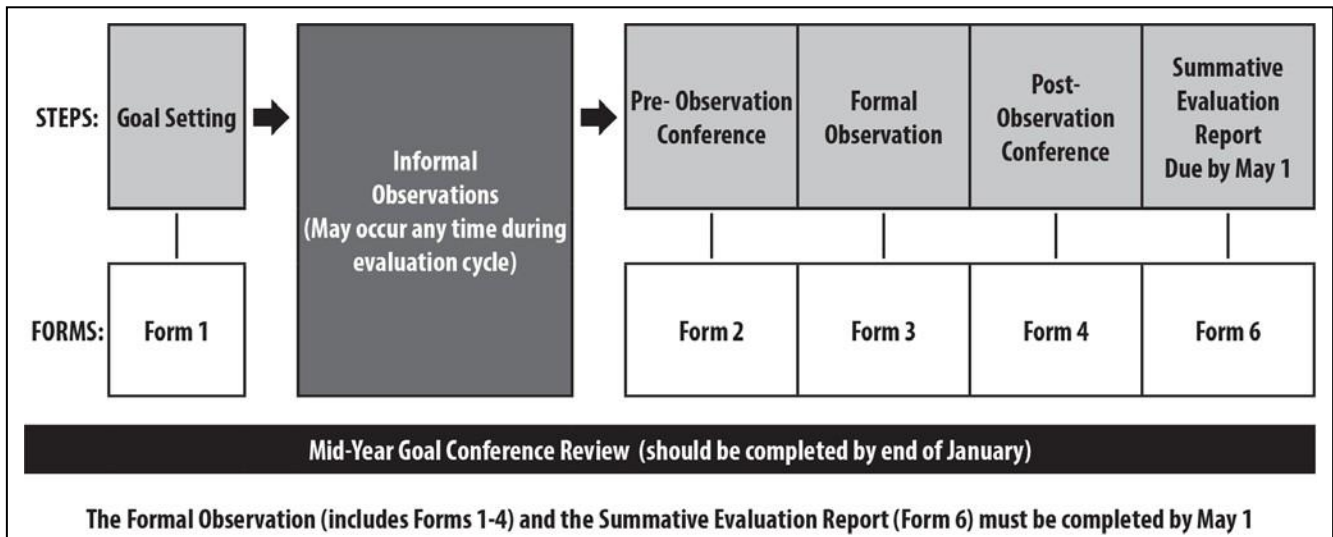 STEPS:
Goal Setting
Informal
Observations
(May occur any time during
evaluation cycle)
Pre- Observation
Conference
Formal
Observation
Post-
Observation
Conference
Summative
Evaluation
Report
Due by May 1
FORMS:
Form 1
Form 2
Form 3
Form 4
Form 6
Mid-Year Goal Conference Review (should be completed by end of January)
The Formal Observation (includes Forms 1-4) and the Summative Evaluation Report (Form 6) must be completed by May 1